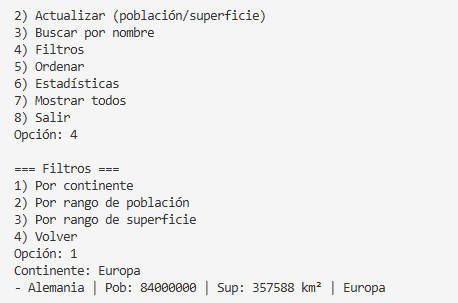 2) Actualizar (población/superficie)
3) Buscar por nombre
4) Filtros
5) Ordenar
6) Estadísticas
7) Mostrar todos
8) Salir
Opción: 4
=== Filtros ===
1) Por continente
2) Por rango de población
3) Por rango de superficie
4) Volver
Opción: 1
Continente: Europa
- Alemania | Pob: 84000000 | Sup: 357588 km² | Europa